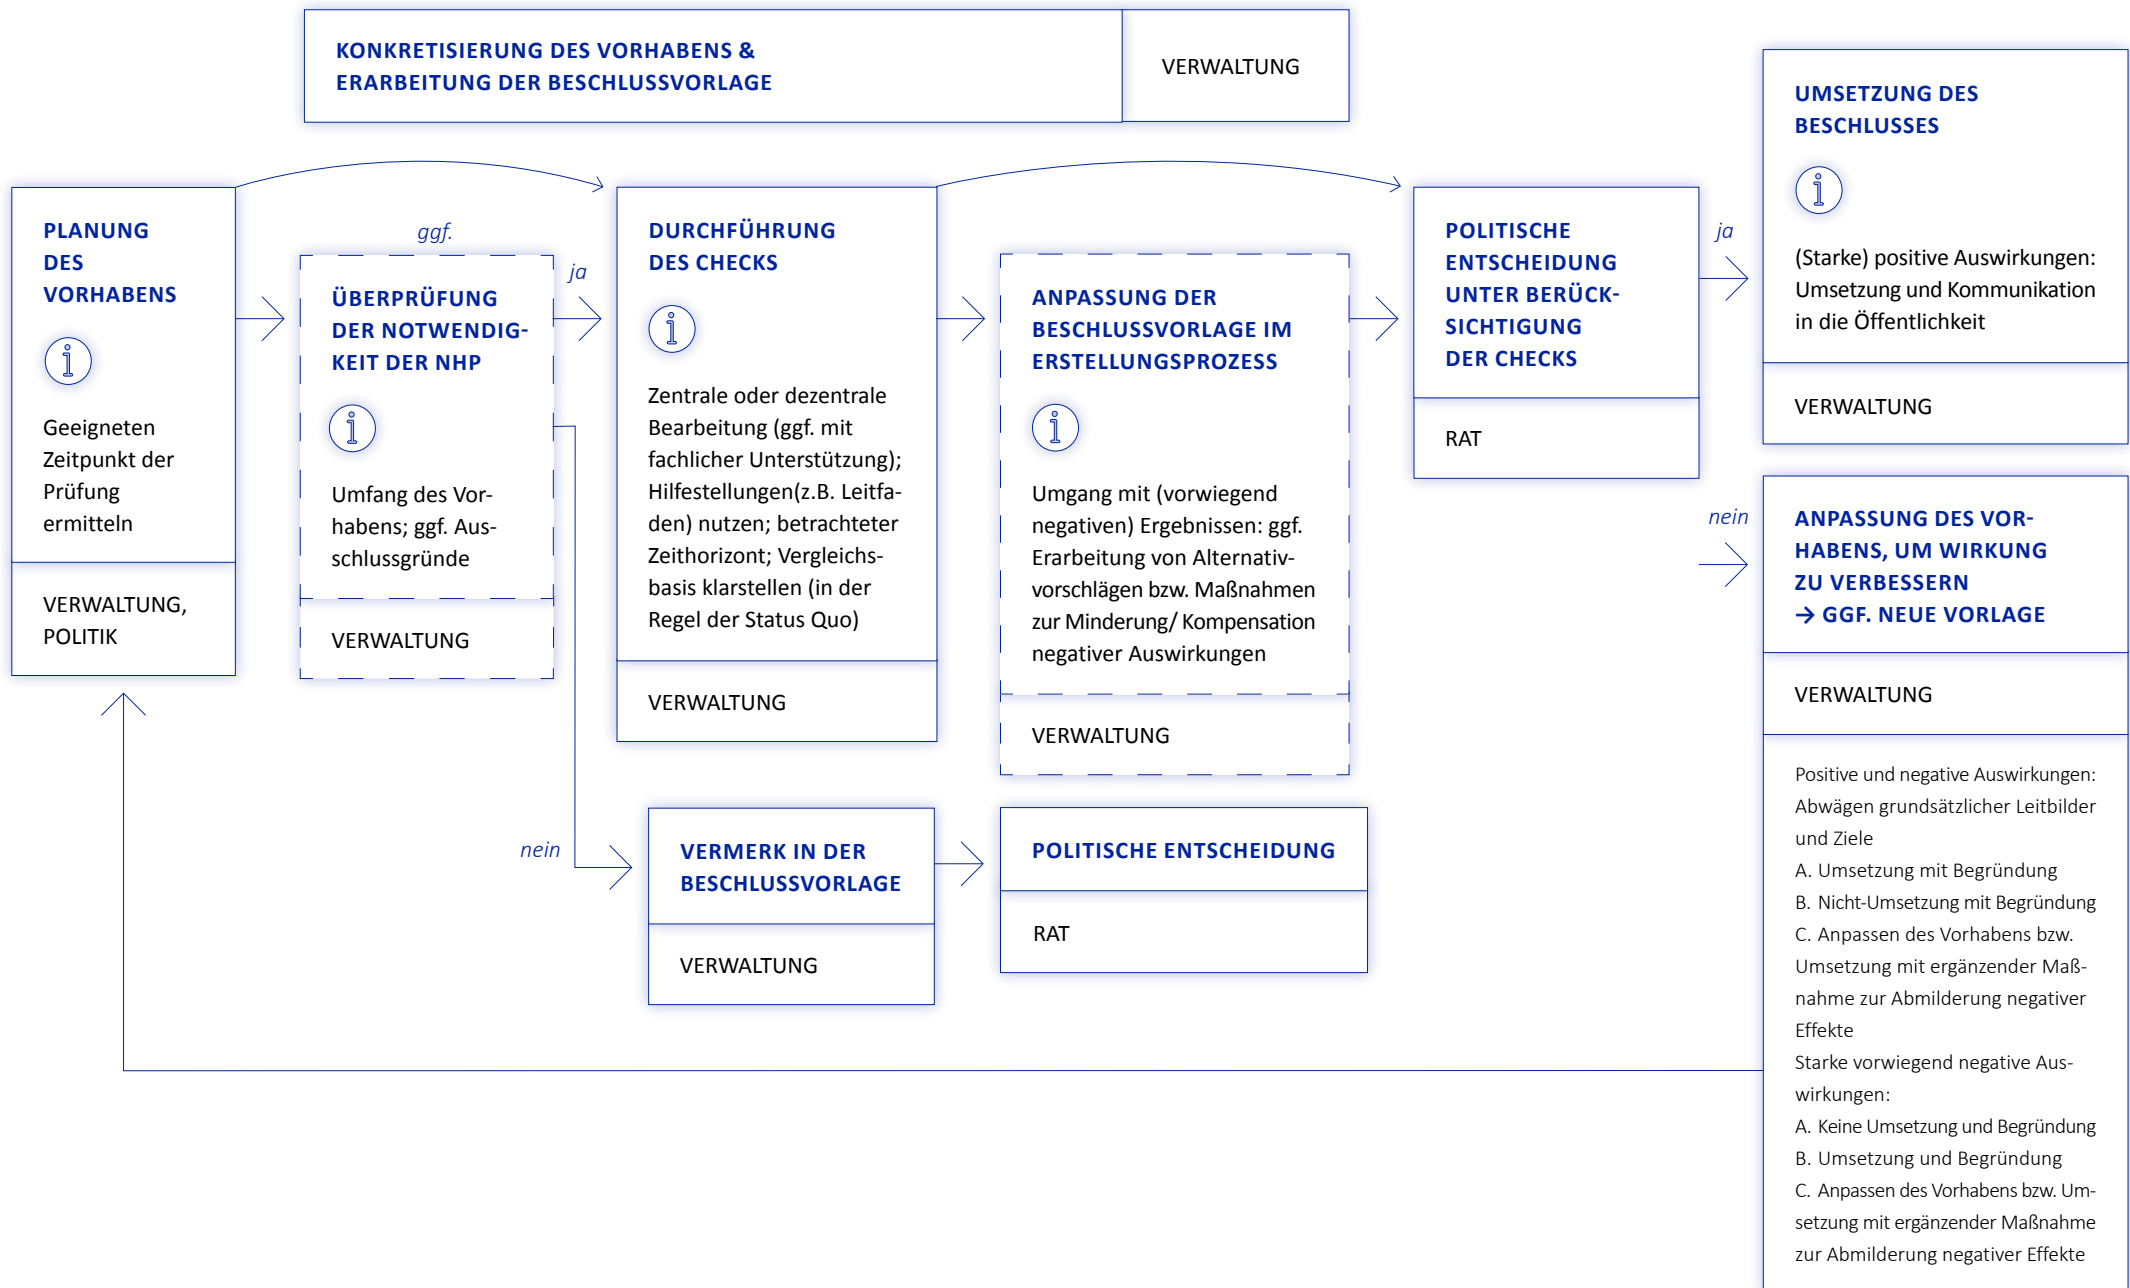 KONKRETISIERUNG DES VORHABENS &
ERARBEITUNG DER BESCHLUSSVORLAGE
VERWALTUNG
PLANUNG
DES
VORHABENS
Geeigneten
Zeitpunkt der
Prüfung
ermitteln
VERWALTUNG,
POLITIK
ggf.
ÜBERPRÜFUNG
DER NOTWENDIG-
KEIT DER NHP
Umfang des Vor-
habens; ggf. Aus-
schlussgründe
VERWALTUNG
ja
DURCHFÜHRUNG
DES CHECKS
Zentrale oder dezentrale
Bearbeitung (ggf. mit
fachlicher Unterstützung);
Hilfestellungen(z.B. Leitfa-
den) nutzen; betrachteter
Zeithorizont; Vergleichs-
basis klarstellen (in der
Regel der Status Quo)
VERWALTUNG
ANPASSUNG DER
BESCHLUSSVORLAGE IM
ERSTELLUNGSPROZESS
Umgang mit (vorwiegend
negativen) Ergebnissen: ggf.
Erarbeitung von Alternativ-
vorschlägen bzw. Maßnahmen
zur Minderung/ Kompensation
negativer Auswirkungen
VERWALTUNG
POLITISCHE
ENTSCHEIDUNG
UNTER BERÜCK-
SICHTIGUNG
DER CHECKS
RAT
ja
UMSETZUNG DES
BESCHLUSSES
(Starke) positive Auswirkungen:
Umsetzung und Kommunikation
in die Öffentlichkeit
VERWALTUNG
nein
ANPASSUNG DES VOR-
HABENS, UM WIRKUNG
ZU VERBESSERN
→ GGF. NEUE VORLAGE
VERWALTUNG
Positive und negative Auswirkungen:
Abwägen grundsätzlicher Leitbilder
und Ziele
A. Umsetzung mit Begründung
B. Nicht-Umsetzung mit Begründung
C. Anpassen des Vorhabens bzw.
Umsetzung mit ergänzender Maß-
nahme zur Abmilderung negativer
Effekte
Starke vorwiegend negative Aus-
wirkungen:
A. Keine Umsetzung und Begründung
B. Umsetzung und Begründung
C. Anpassen des Vorhabens bzw. Um-
setzung mit ergänzender Maßnahme
zur Abmilderung negativer Effekte
nein
VERMERK IN DER
BESCHLUSSVORLAGE
VERWALTUNG
POLITISCHE ENTSCHEIDUNG
RAT